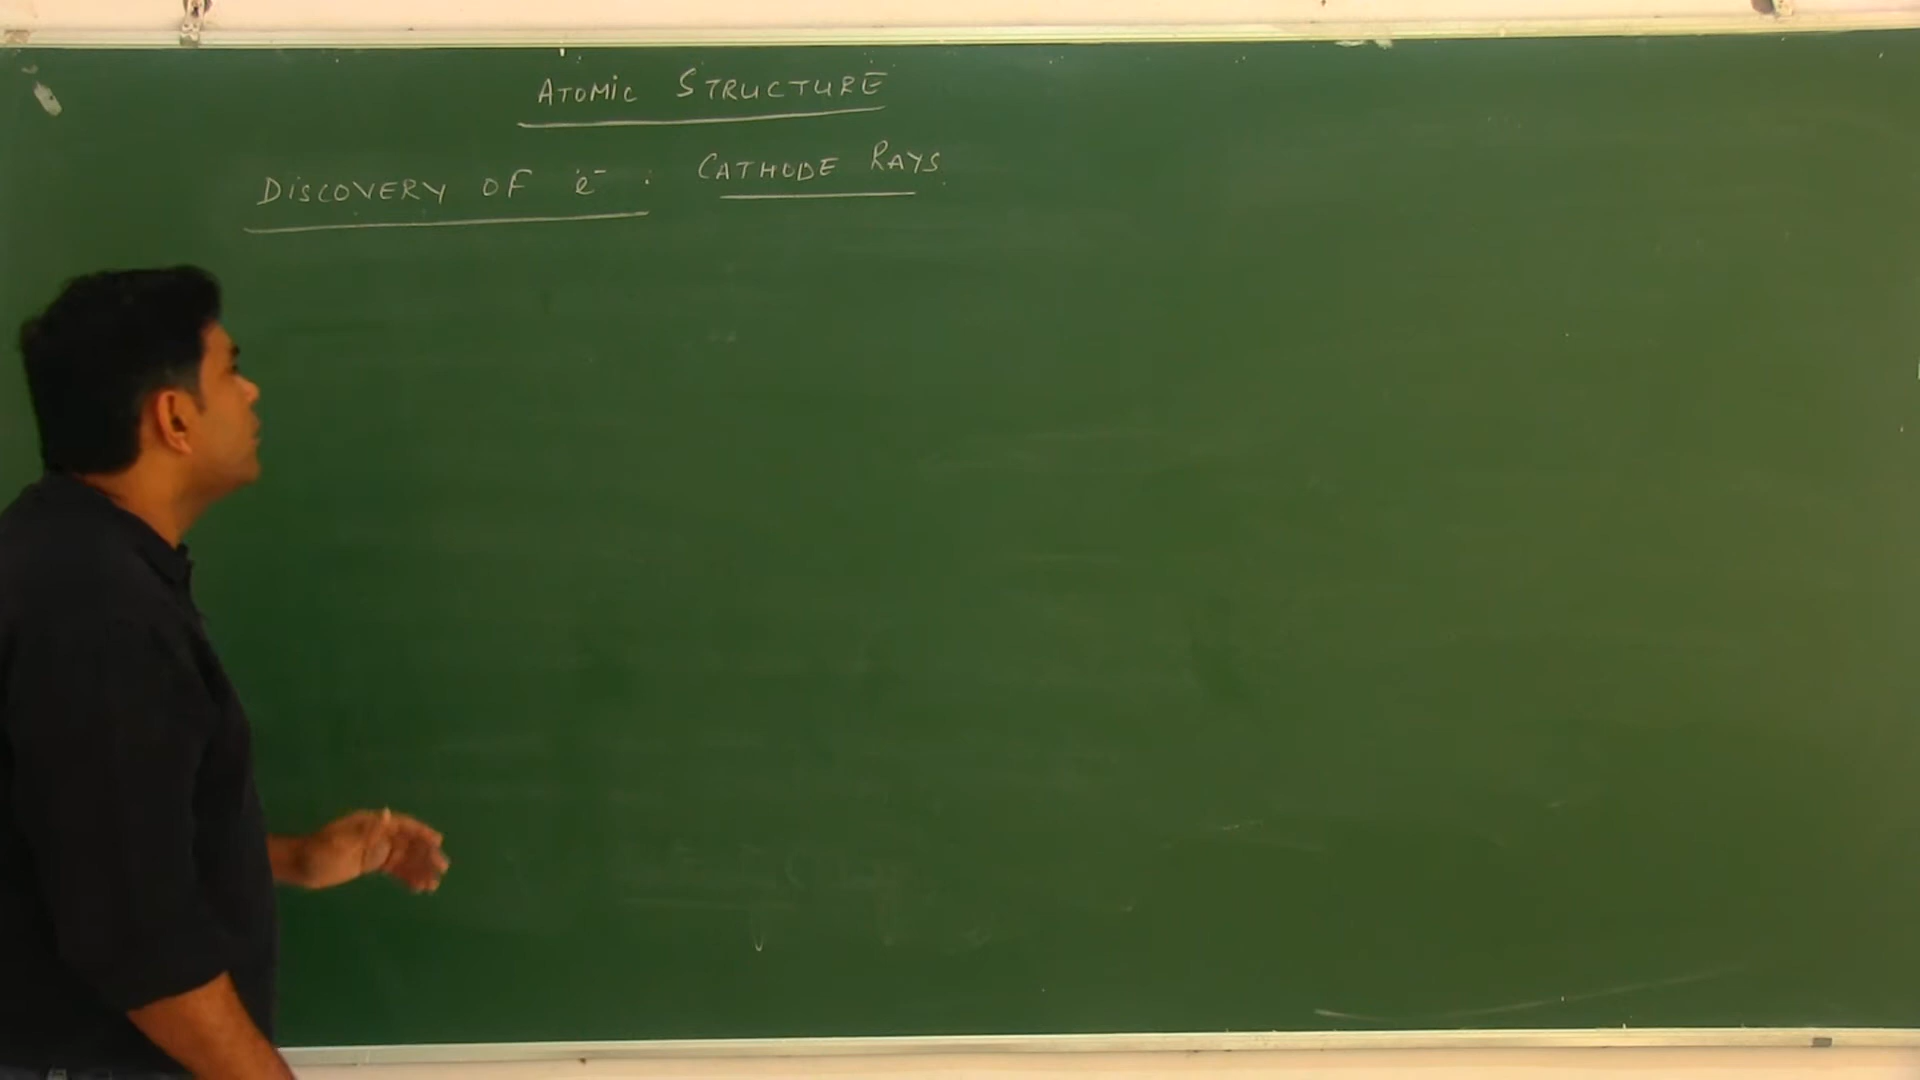 ATOMiC STRUCTURE
DiSCOVERY OF e⁻ : CATHODE RAYS